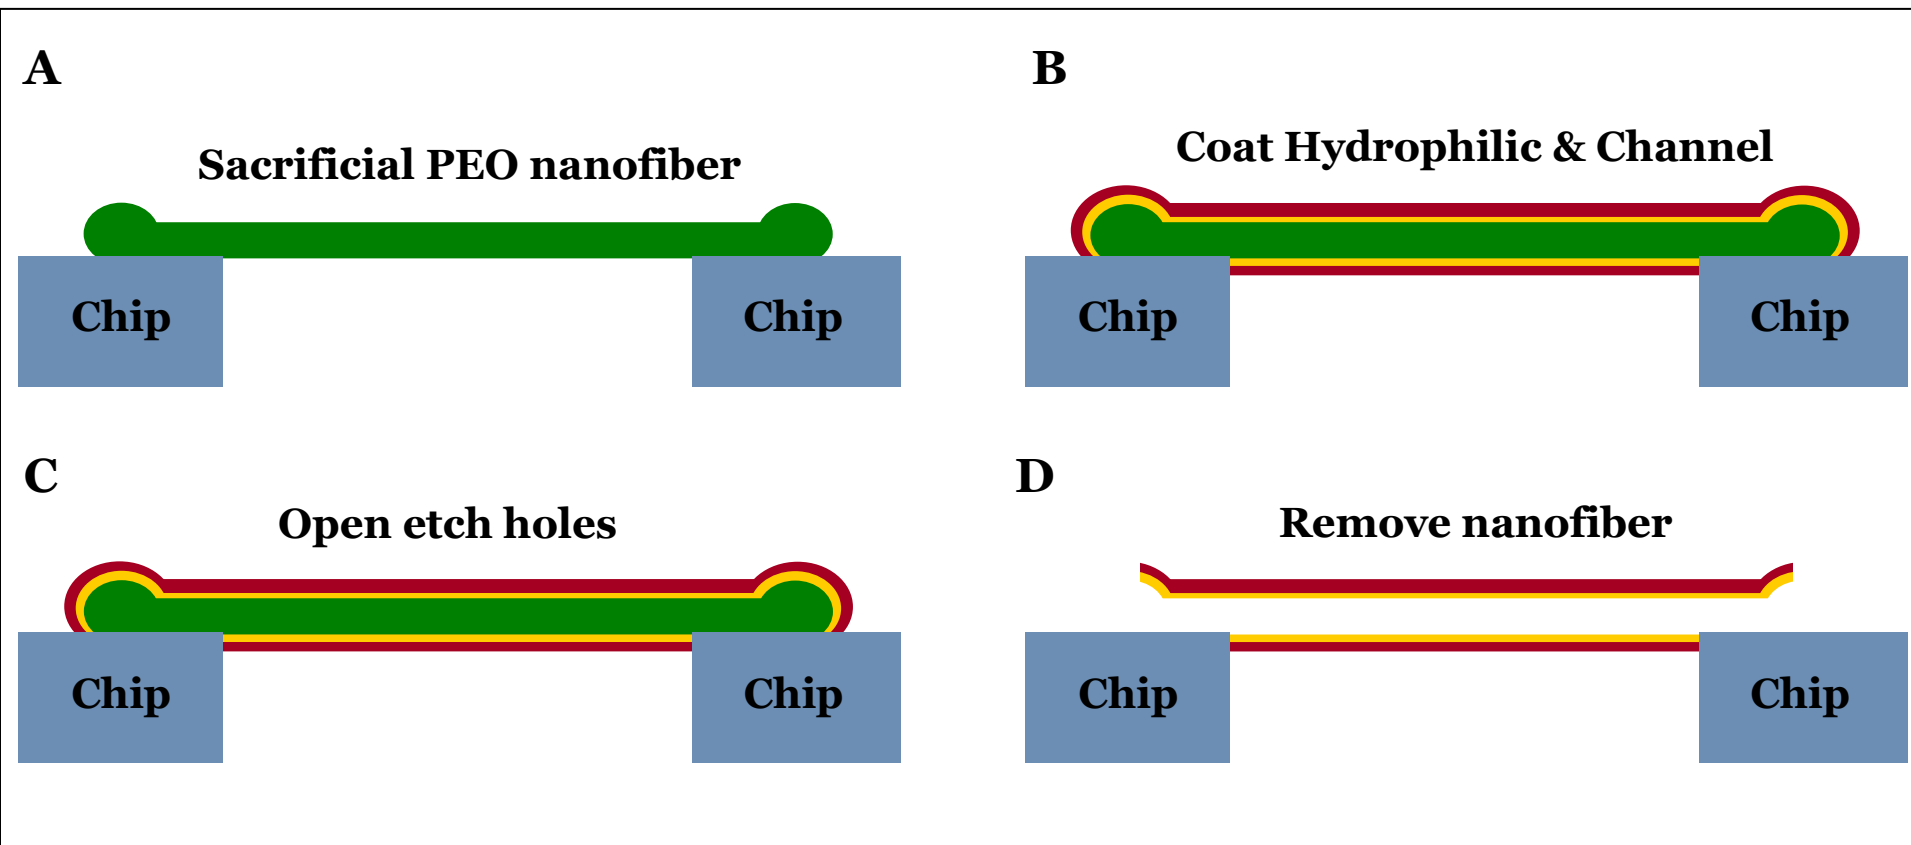 A
Sacrificial PEO nanofiber
Chip
Chip
B
Coat Hydrophilic & Channel
Chip
Chip
C
Open etch holes
Chip
Chip
D
Remove nanofiber
Chip
Chip